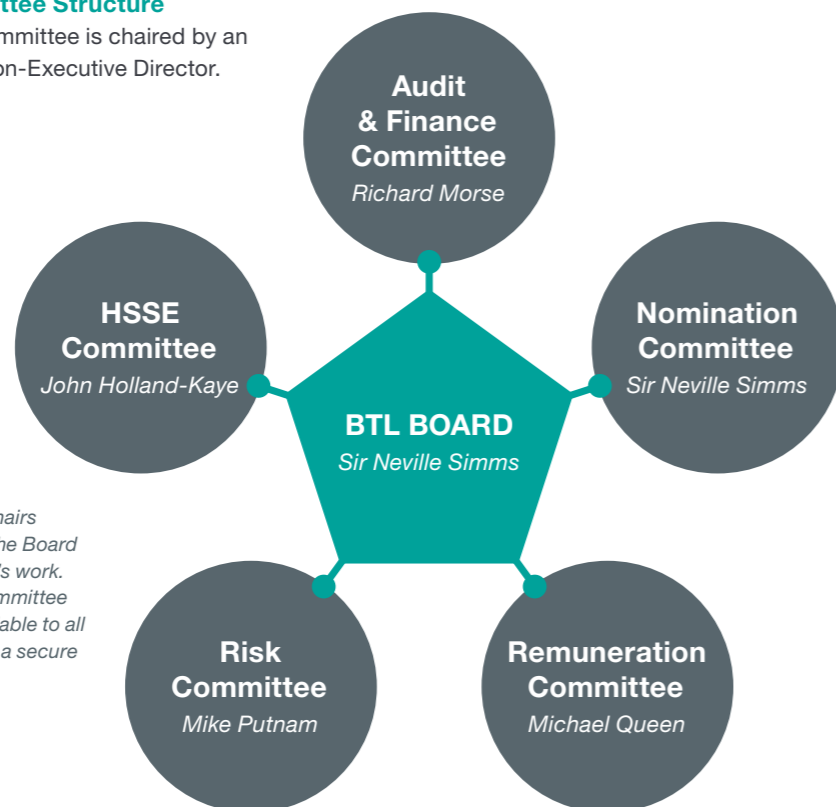 ttee Structure
ommittee is chaired by an
on-Executive Director.
Audit
& Finance
Committee
Richard Morse
HSSE
Committee
John Holland-Kaye
Nomination
Committee
Sir Neville Simms
BTL BOARD
Sir Neville Simms
hairs
he Board
's work.
mmittee
able to all
a secure
Risk
Committee
Mike Putnam
Remuneration
Committee
Michael Queen